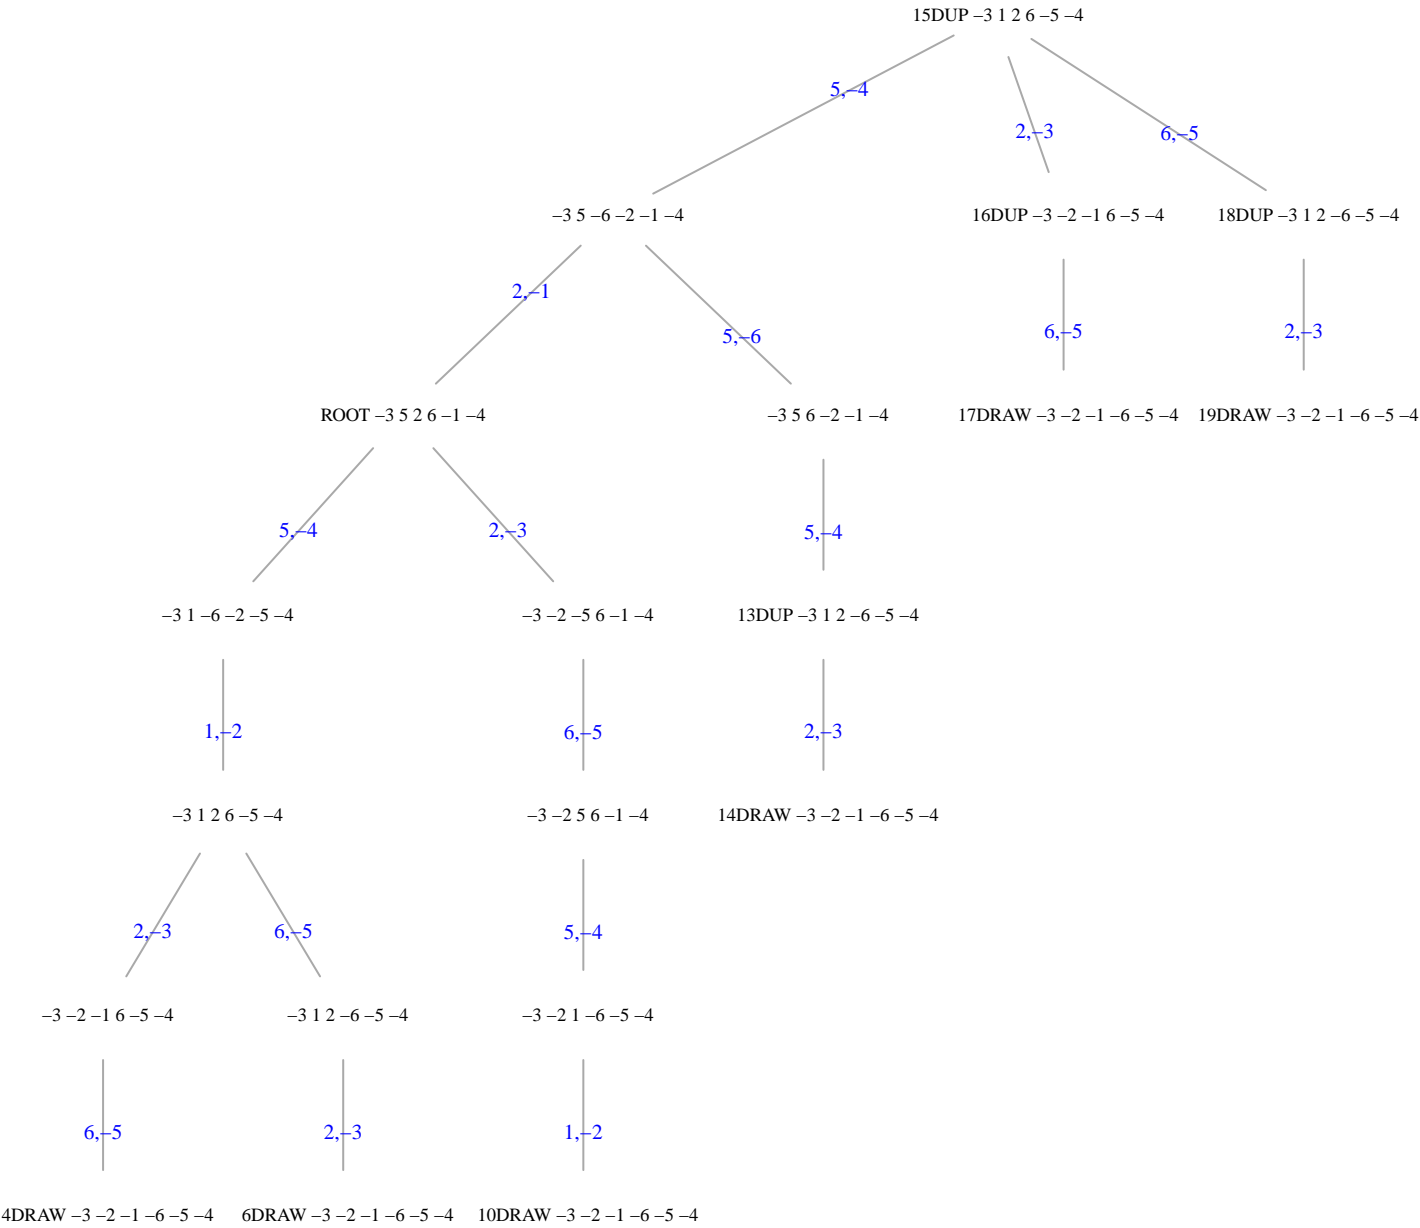 15DUP –3 1 2 6 –5 –4
5,–4
2,–3
6,–5
–3 5 –6 –2 –1 –4
16DUP –3 –2 –1 6 –5 –4
18DUP –3 1 2 –6 –5 –4
2,–1
5,–6
6,–5
2,–3
ROOT –3 5 2 6 –1 –4
–3 5 6 –2 –1 –4
17DRAW –3 –2 –1 –6 –5 –4
19DRAW –3 –2 –1 –6 –5 –4
5,–4
2,–3
5,–4
–3 1 –6 –2 –5 –4
–3 –2 –5 6 –1 –4
13DUP –3 1 2 –6 –5 –4
1,–2
6,–5
2,–3
–3 1 2 6 –5 –4
–3 –2 5 6 –1 –4
14DRAW –3 –2 –1 –6 –5 –4
2,–3
6,–5
5,–4
–3 –2 –1 6 –5 –4
–3 1 2 –6 –5 –4
–3 –2 1 –6 –5 –4
6,–5
2,–3
1,–2
4DRAW –3 –2 –1 –6 –5 –4
6DRAW –3 –2 –1 –6 –5 –4
10DRAW –3 –2 –1 –6 –5 –4